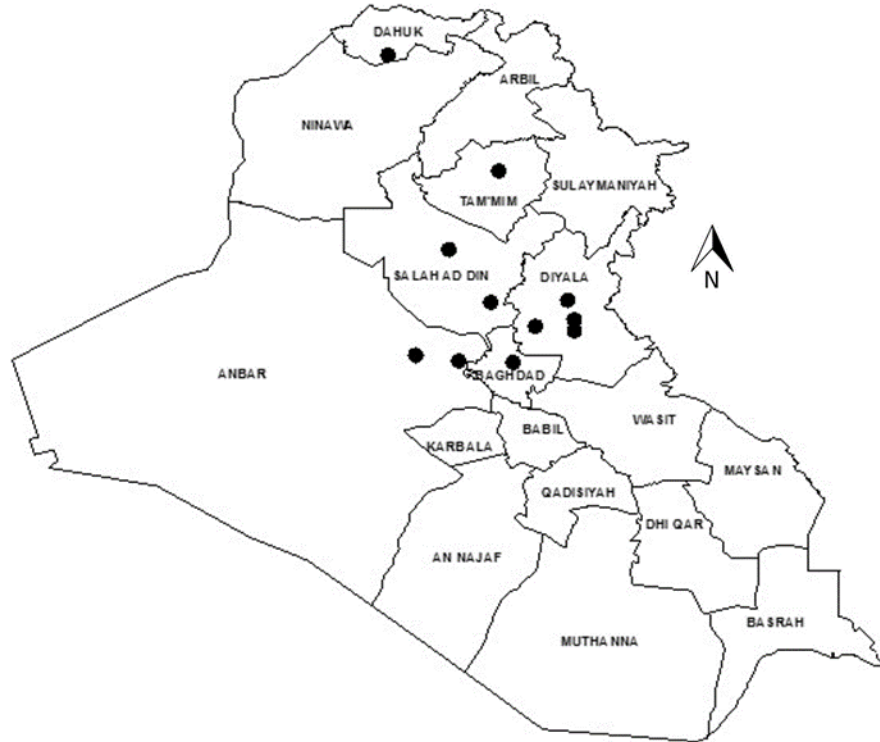 DAHUK
ARBIL
NINAWA
SULAYMANIYAH
TAM'MIM
SALAH AD DIN
DIYALA
N
ANBAR
BAGHDAD
WASIT
BABIL
KARBALA
MAYSAN
QADISIYAH
DHI QAR
AN NAJAF
BASRAH
MUTHANNA